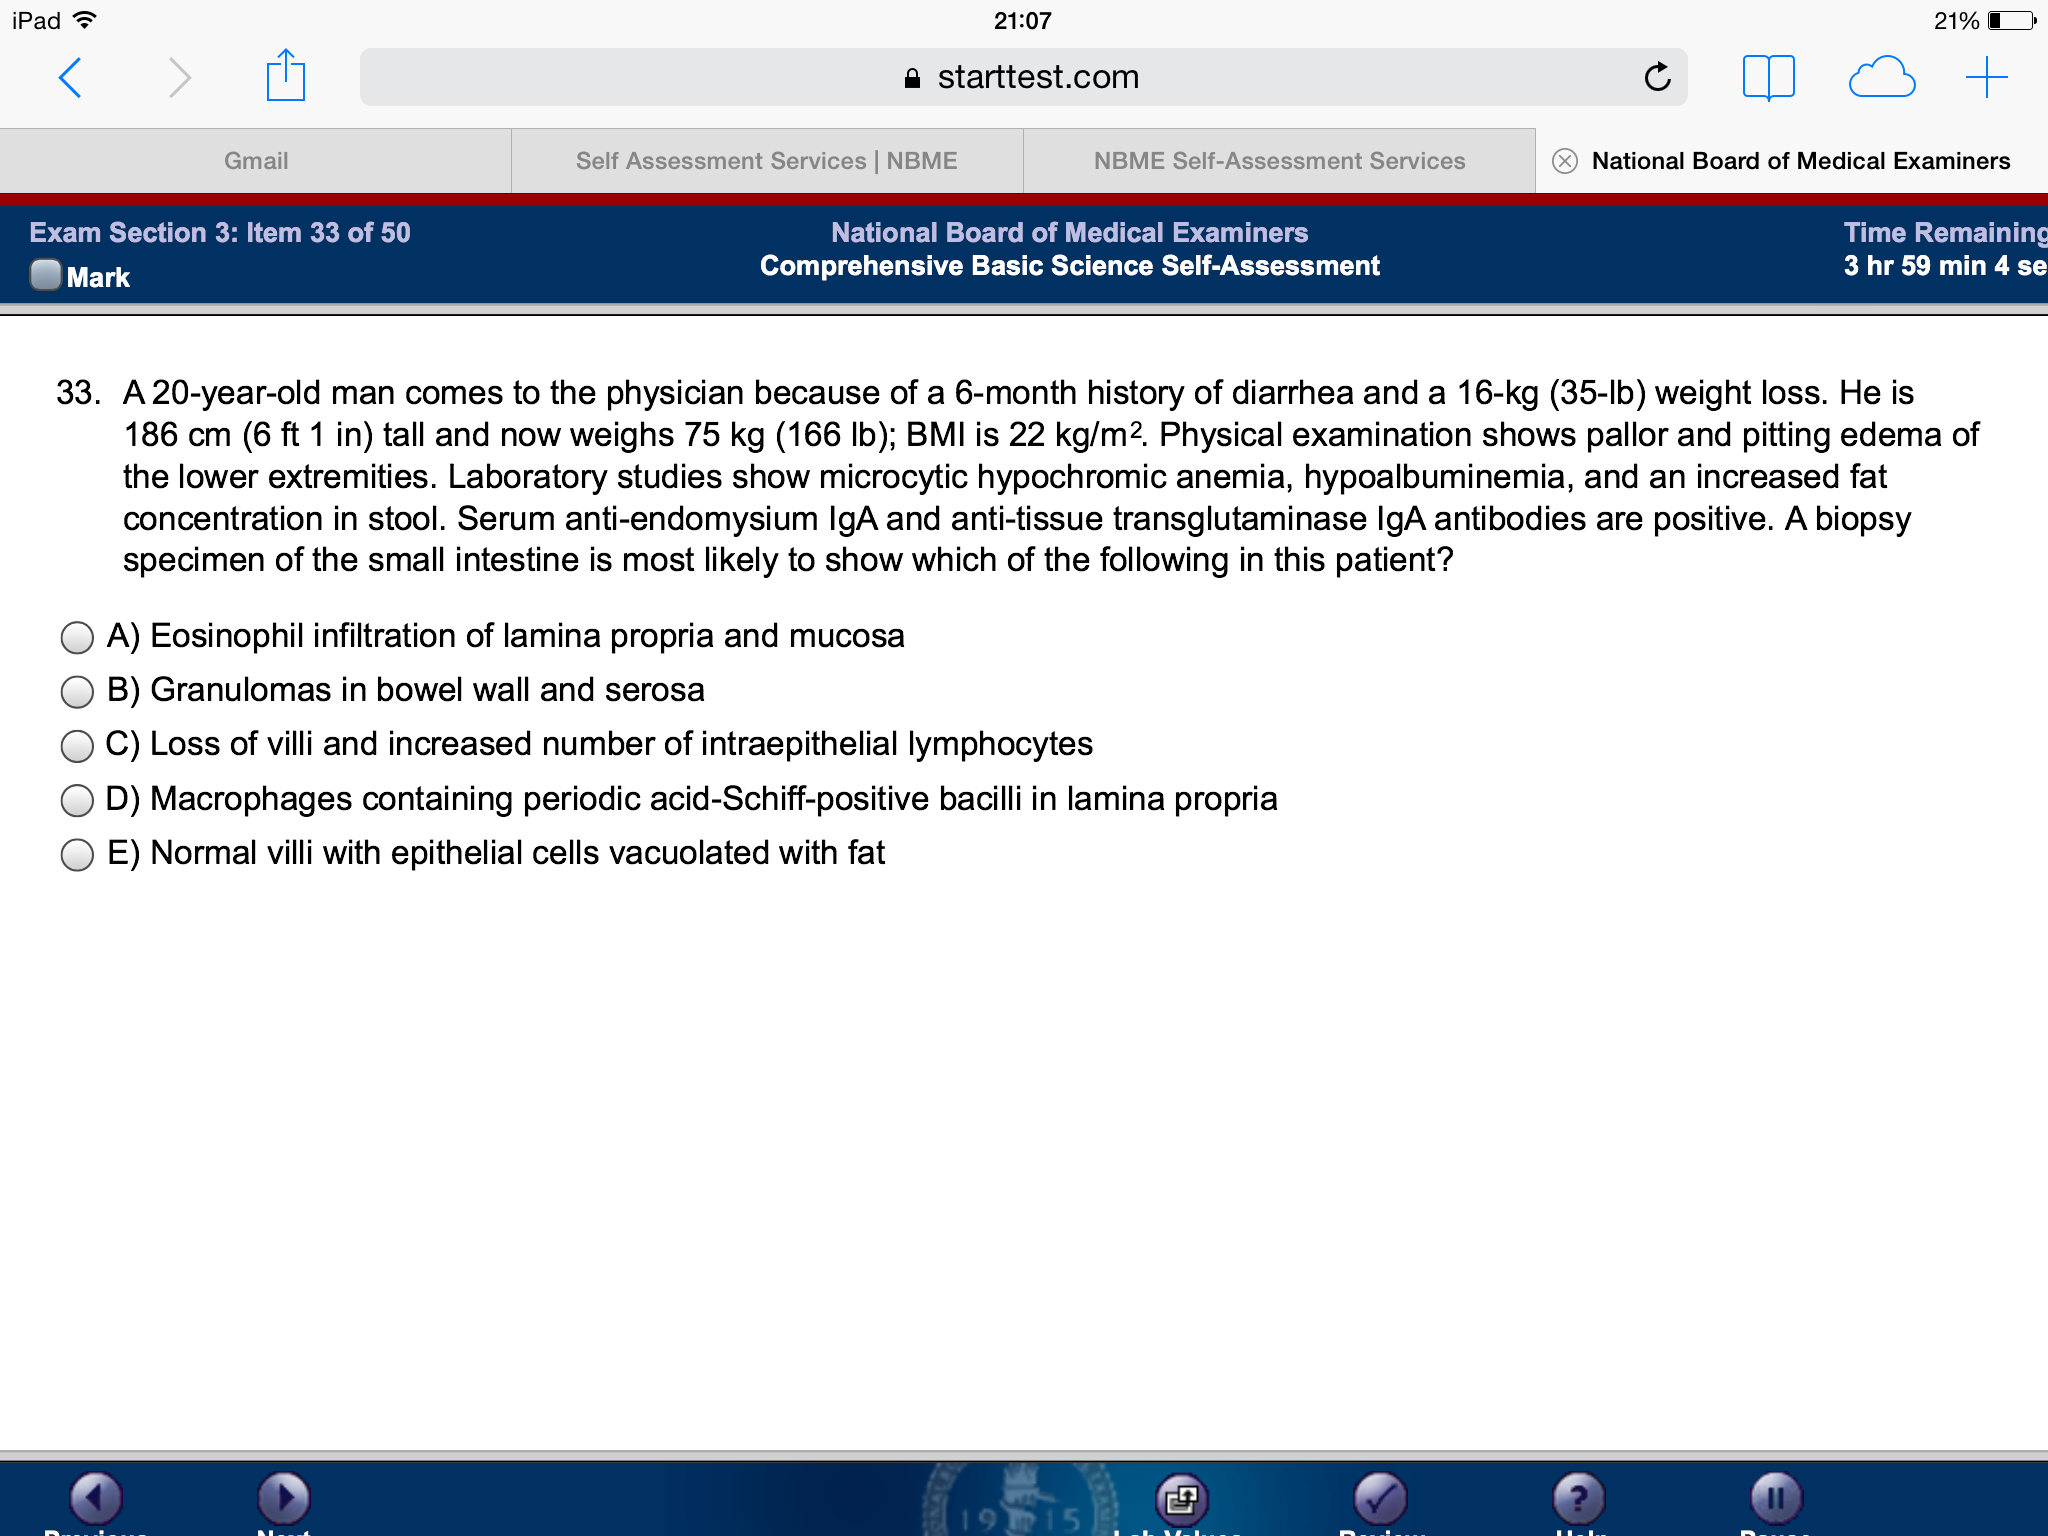 iPad
21:07
21%
starttest.com
Gmail
Self Assessment Services | NBME
NBME Self-Assessment Services
National Board of Medical Examiners
Exam Section 3: Item 33 of 50
National Board of Medical Examiners
Time Remaining
Mark
Comprehensive Basic Science Self-Assessment
3 hr 59 min 4 se
33. A 20-year-old man comes to the physician because of a 6-month history of diarrhea and a 16-kg (35-lb) weight loss. He is
186 cm (6 ft 1 in) tall and now weighs 75 kg (166 lb); BMI is 22 kg/m2. Physical examination shows pallor and pitting edema of
the lower extremities. Laboratory studies show microcytic hypochromic anemia, hypoalbuminemia, and an increased fat
concentration in stool. Serum anti-endomysium IgA and anti-tissue transglutaminase IgA antibodies are positive. A biopsy
specimen of the small intestine is most likely to show which of the following in this patient?
A) Eosinophil infiltration of lamina propria and mucosa
B) Granulomas in bowel wall and serosa
C) Loss of villi and increased number of intraepithelial lymphocytes
D) Macrophages containing periodic acid-Schiff-positive bacilli in lamina propria
E) Normal villi with epithelial cells vacuolated with fat
19 15